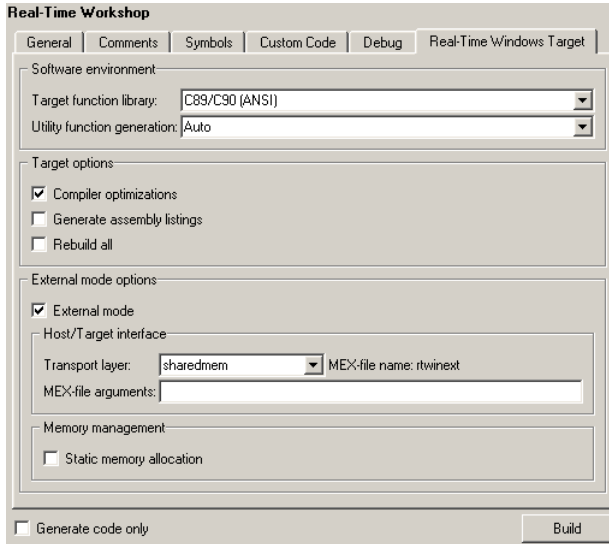 Real-Time Workshop
General Comments Symbols Custom Code Debug Real-Time Windows Target
Software environment
Target function library: C89/C90 (ANSI)
Utility function generation: Auto
Target options
Compiler optimizations
Generate assembly listings
Rebuild all
External mode options
External mode
Host/Target interface
Transport layer: sharedmem MEX-file name: rtwinext
MEX-file arguments:
Memory management
Static memory allocation
Generate code only Build